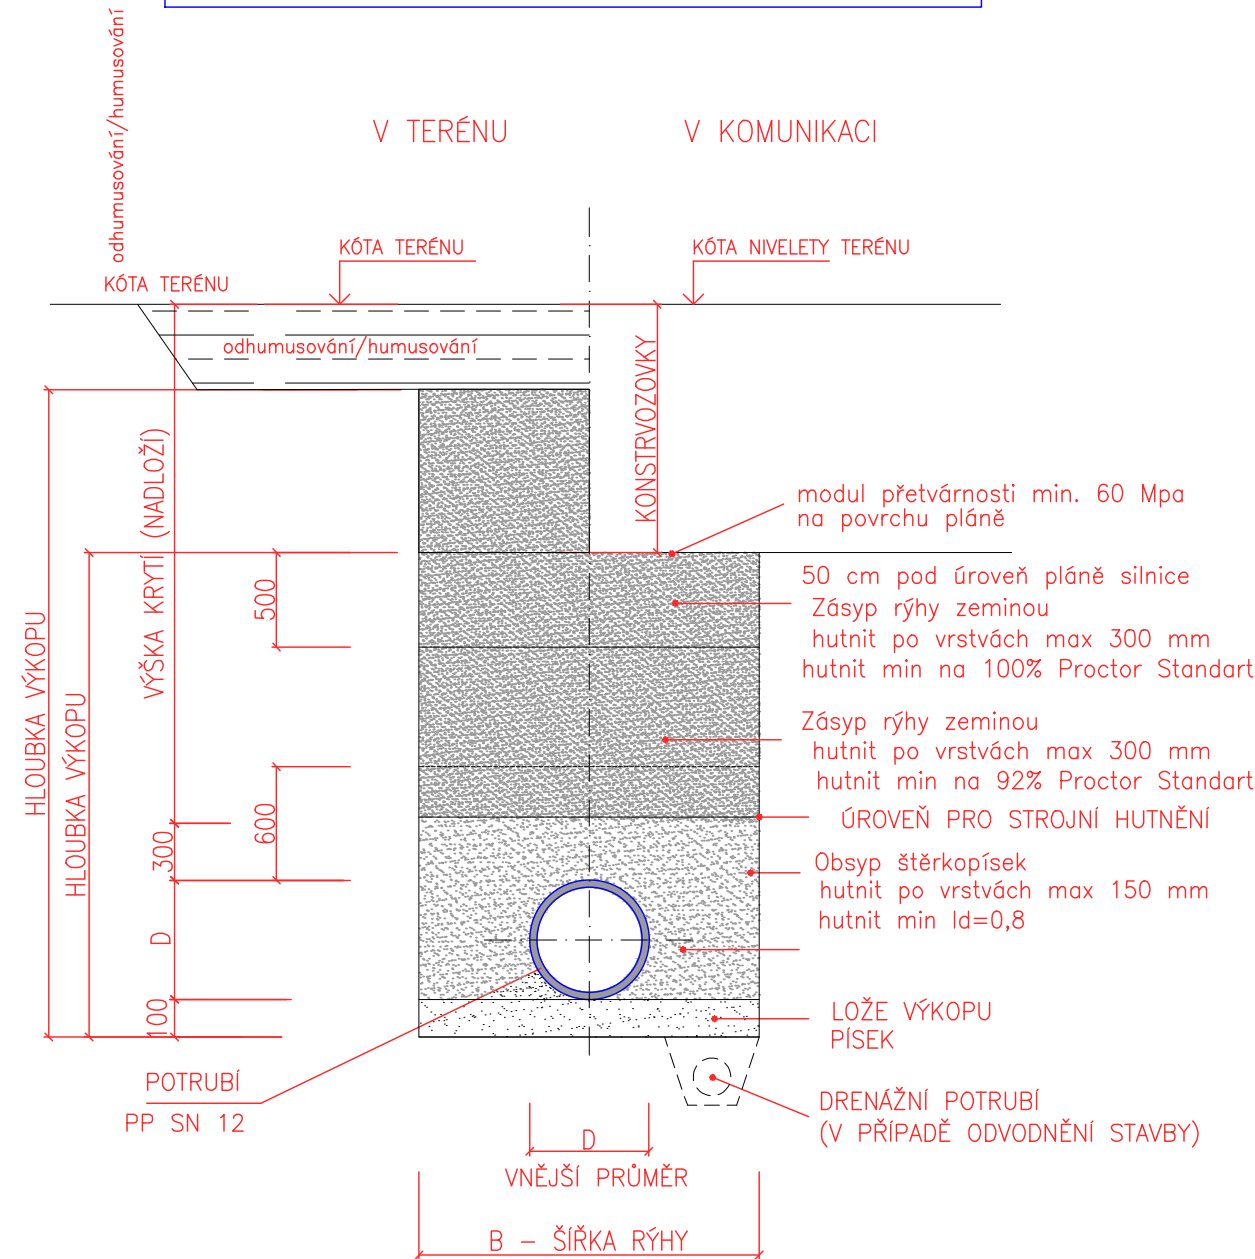 odhumusování/humusování
V TERÉNU
V KOMUNIKACI
KÓTA TERÉNU
KÓTA NIVELETY TERÉNU
KÓTA TERÉNU
odhumusování/humusování
KONSTRVOZOVKY
VÝŠKA KRYTÍ (NADLOŽÍ)
HLOUBKA VÝKOPU
HLOUBKA VÝKOPU
500
600
300
D
100
modul přetvárnosti min. 60 Mpa
na povrchu pláně
50 cm pod úroveň pláně silnice
Zásyp rýhy zeminou
hutnit po vrstvách max 300 mm
hutnit min na 100% Proctor Standart
Zásyp rýhy zeminou
hutnit po vrstvách max 300 mm
hutnit min na 92% Proctor Standart
ÚROVEŇ PRO STROJNÍ HUTNĚNÍ
Obsyp štěrkopísek
hutnit po vrstvách max 150 mm
hutnit min Id=0,8
LOŽE VÝKOPU
PÍSEK
POTRUBÍ
PP SN 12
DRENÁŽNÍ POTRUBÍ
(V PŘÍPADĚ ODVODNĚNÍ STAVBY)
D
VNĚJŠÍ PRŮMĚR
B – ŠÍŘKA RÝHY